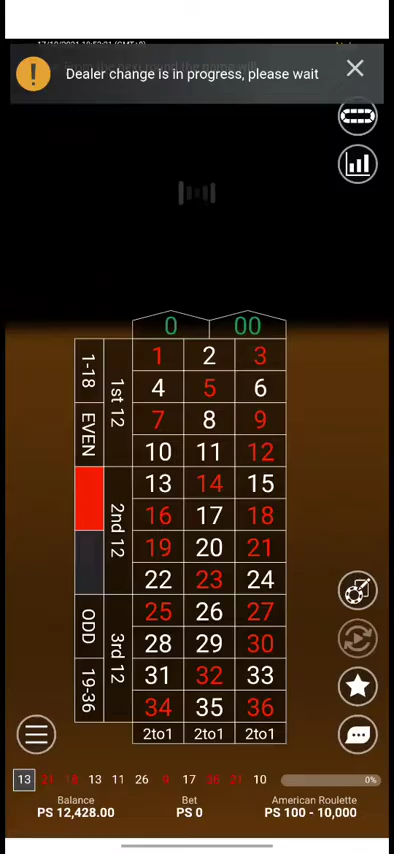 Dealer change is in progress, please wait
0 00
1 2 3
4 5 6
7 8 9
10 11 12
13 14 15
16 17 18
19 20 21
22 23 24
25 26 27
28 29 30
31 32 33
34 35 36
2to1 2to1 2to1
1st 12
2nd 12
3rd 12
1-18
EVEN
ODD
19-36
13 21 18 13 11 26 9 17 36 21 10 0%
Balance Bet American Roulette
PS 12,428.00 PS 0 PS 100 - 10,000